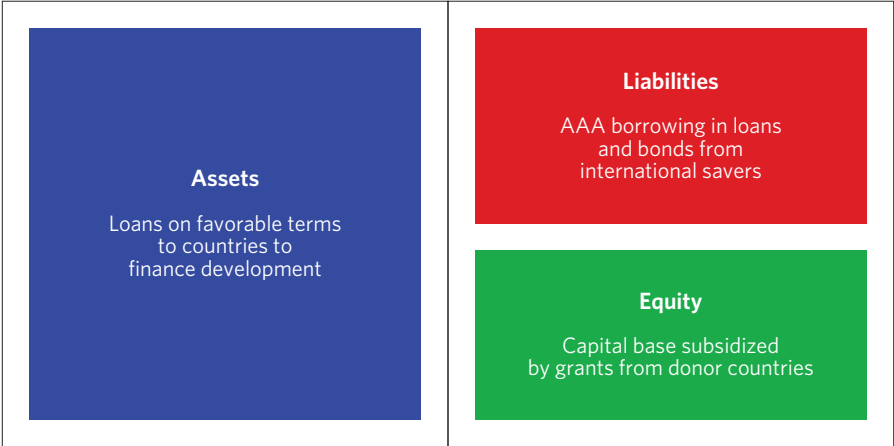 Assets
Loans on favorable terms
to countries to
finance development
Liabilities
AAA borrowing in loans
and bonds from
international savers
Equity
Capital base subsidized
by grants from donor countries